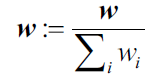 w := w / ∑_i w_i